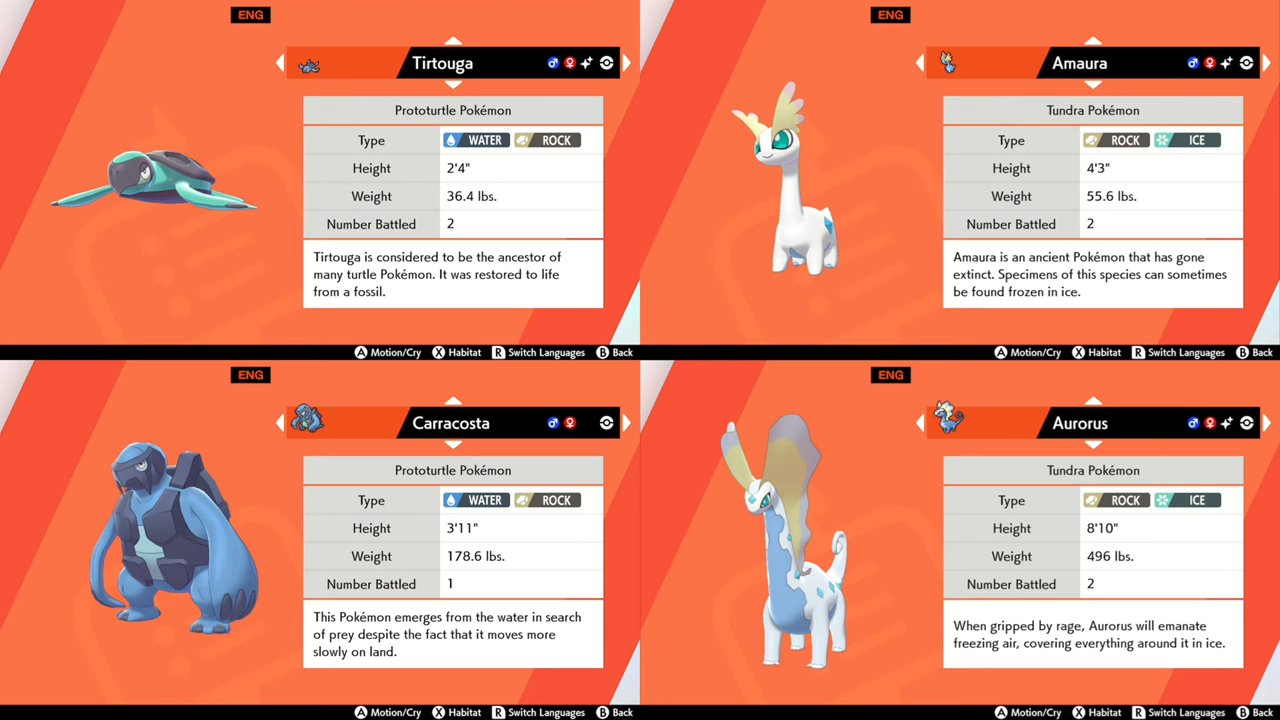 ENG
Tirtouga
Prototurtle Pokémon
Type WATER ROCK
Height 2'4"
Weight 36.4 lbs.
Number Battled 2
Tirtouga is considered to be the ancestor of
many turtle Pokémon. It was restored to life
from a fossil.
A Motion/Cry X Habitat R Switch Languages B Back
ENG
Amaura
Tundra Pokémon
Type ROCK ICE
Height 4'3"
Weight 55.6 lbs.
Number Battled 2
Amaura is an ancient Pokémon that has gone
extinct. Specimens of this species can sometimes
be found frozen in ice.
A Motion/Cry X Habitat R Switch Languages B Back
ENG
Carracosta
Prototurtle Pokémon
Type WATER ROCK
Height 3'11"
Weight 178.6 lbs.
Number Battled 1
This Pokémon emerges from the water in search
of prey despite the fact that it moves more
slowly on land.
A Motion/Cry X Habitat R Switch Languages B Back
ENG
Aurorus
Tundra Pokémon
Type ROCK ICE
Height 8'10"
Weight 496 lbs.
Number Battled 2
When gripped by rage, Aurorus will emanate
freezing air, covering everything around it in ice.
A Motion/Cry X Habitat R Switch Languages B Back